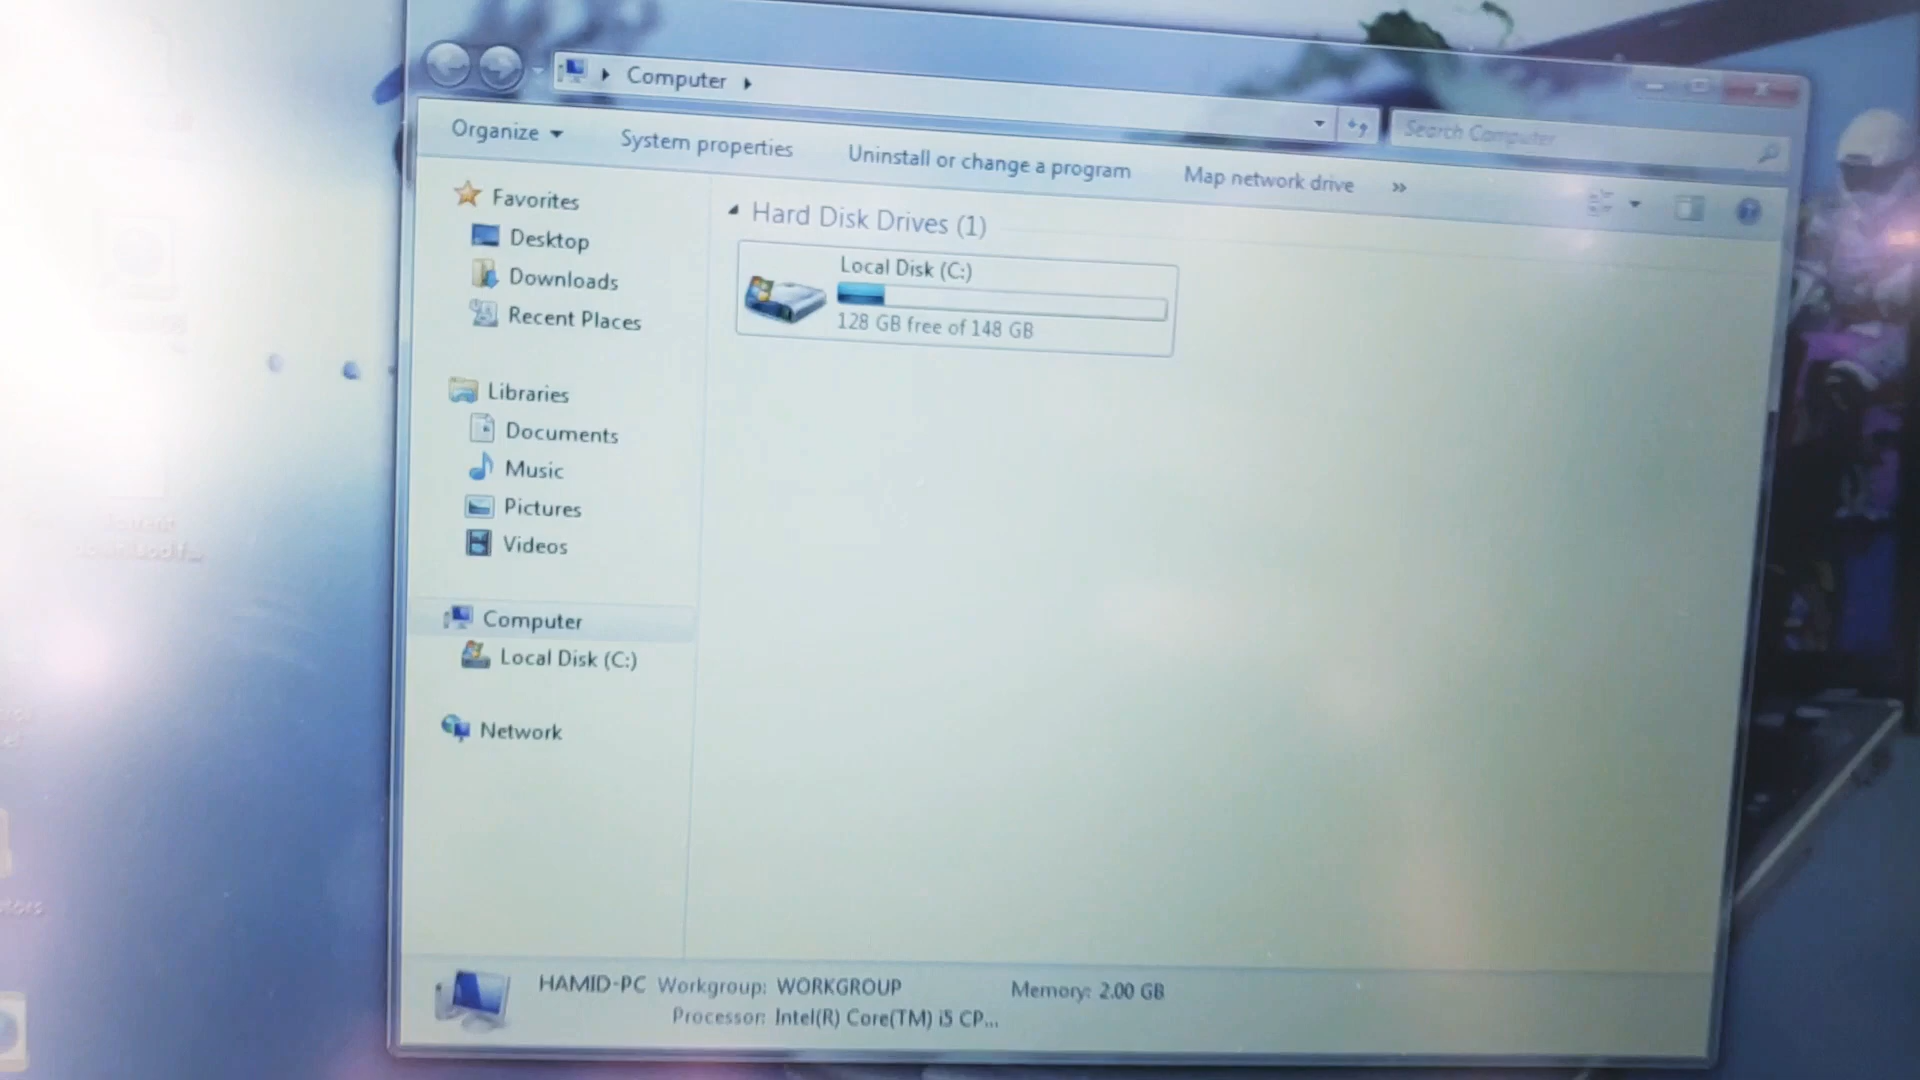 Computer
Search Computer
Organize
System properties
Uninstall or change a program
Map network drive
»
Favorites
Desktop
Downloads
Recent Places
Libraries
Documents
Music
Pictures
Videos
Computer
Local Disk (C:)
Network
Hard Disk Drives (1)
Local Disk (C:)
128 GB free of 148 GB
HAMID-PC Workgroup: WORKGROUP Memory: 2.00 GB
Processor: Intel(R) Core(TM) i5 CP...